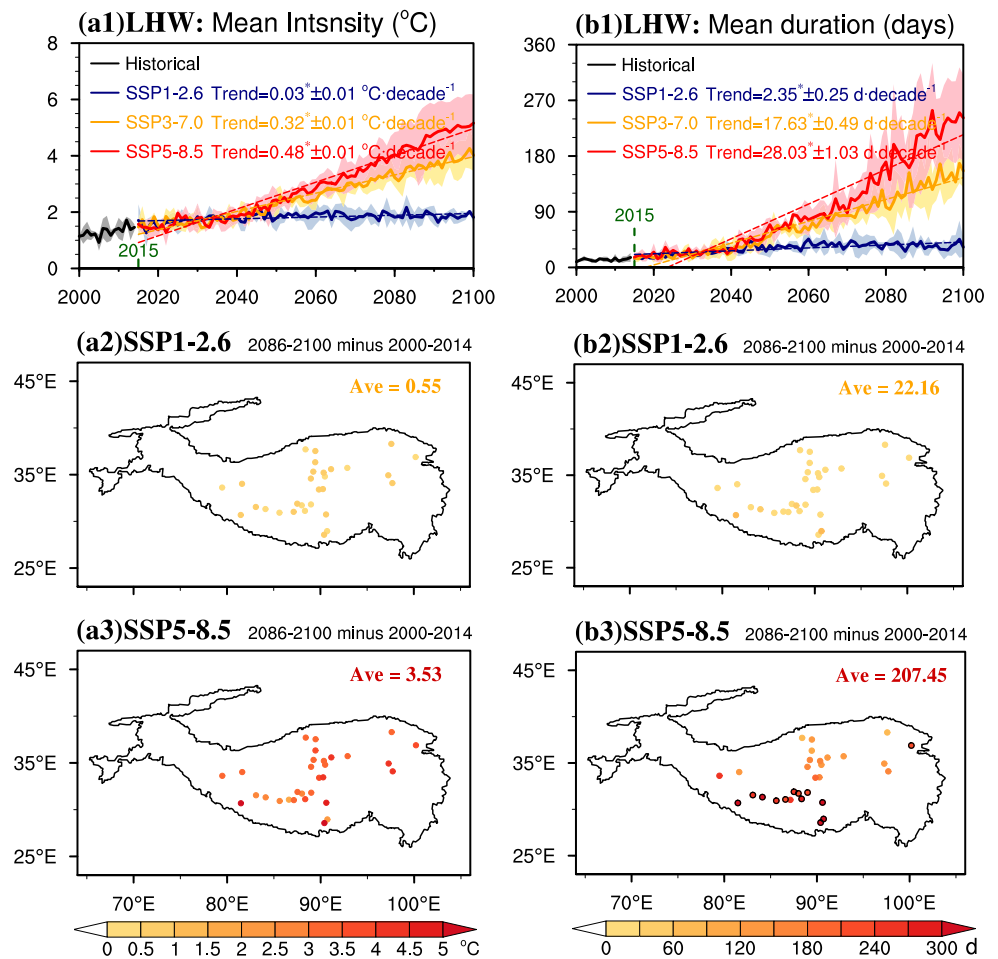 (a1)LHW: Mean Intsnsity (°C)
8
6
4
2
0
Historical
SSP1-2.6 Trend=0.03*±0.01 °C·decade⁻¹
SSP3-7.0 Trend=0.32*±0.01 °C·decade⁻¹
SSP5-8.5 Trend=0.48*±0.01 °C·decade⁻¹
2015
2000 2020 2040 2060 2080 2100
(b1)LHW: Mean duration (days)
360
270
180
90
0
Historical
SSP1-2.6 Trend=2.35*±0.25 d·decade⁻¹
SSP3-7.0 Trend=17.63*±0.49 d·decade⁻¹
SSP5-8.5 Trend=28.03*±1.03 d·decade⁻¹
2015
2000 2020 2040 2060 2080 2100
(a2)SSP1-2.6 2086-2100 minus 2000-2014
45°E
35°E
25°E
Ave = 0.55
(b2)SSP1-2.6 2086-2100 minus 2000-2014
45°E
35°E
25°E
Ave = 22.16
(a3)SSP5-8.5 2086-2100 minus 2000-2014
45°E
35°E
25°E
Ave = 3.53
70°E 80°E 90°E 100°E
0 0.5 1 1.5 2 2.5 3 3.5 4 4.5 5 °C
(b3)SSP5-8.5 2086-2100 minus 2000-2014
45°E
35°E
25°E
Ave = 207.45
70°E 80°E 90°E 100°E
0 60 120 180 240 300 d